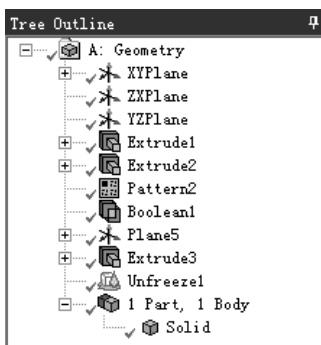 Tree Outline
A: Geometry
XYPlane
ZXPlane
YZPlane
Extrude1
Extrude2
Pattern2
Boolean1
Plane5
Extrude3
Unfreeze1
1 Part, 1 Body
Solid